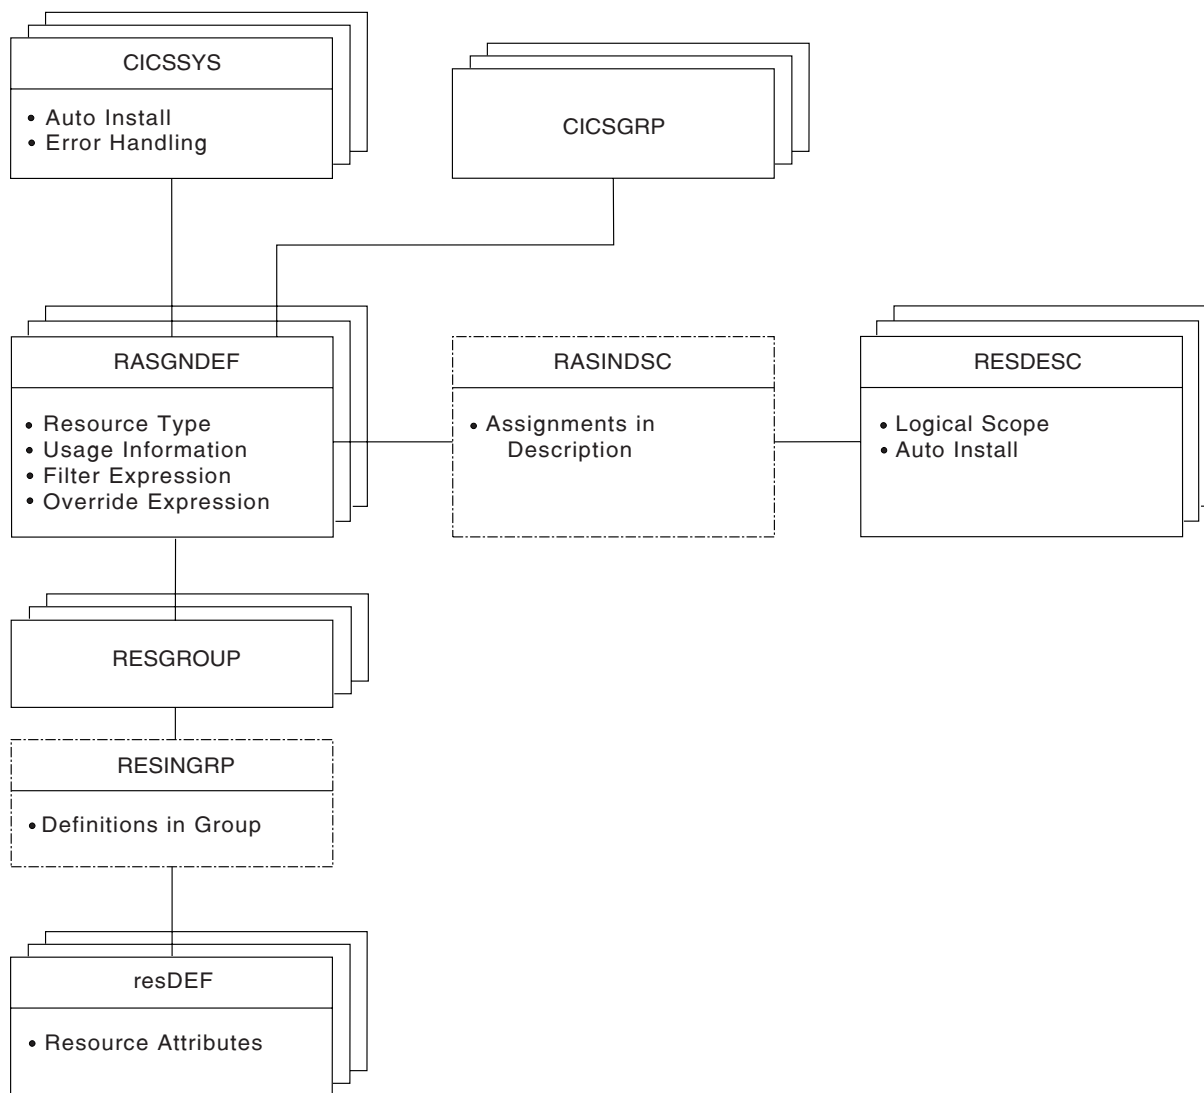 CICSSYS
• Auto Install
• Error Handling
CICSGRP
RASGNDEF
• Resource Type
• Usage Information
• Filter Expression
• Override Expression
RASINDSC
• Assignments in
Description
RESDESC
• Logical Scope
• Auto Install
RESGROUP
RESINGRP
• Definitions in Group
resDEF
• Resource Attributes